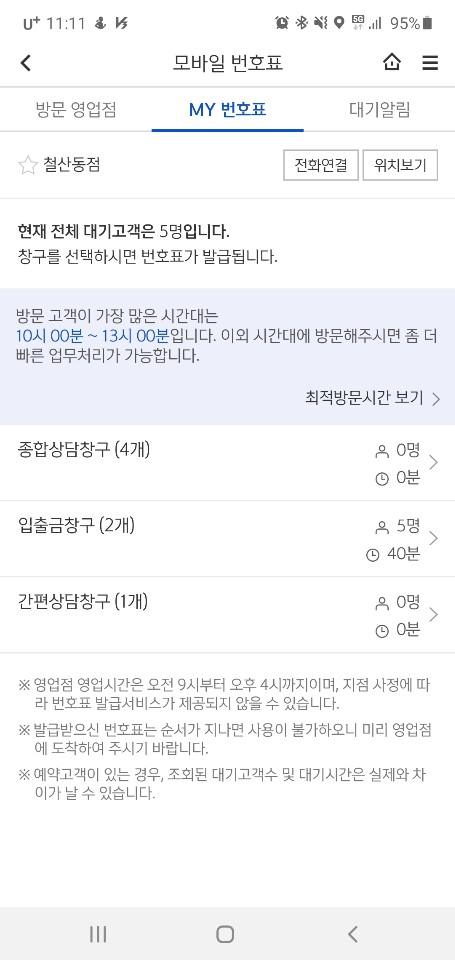 U+ 11:11 5G 95%
모바일 번호표
방문 영업점 MY 번호표 대기알림
철산동점 전화연결 위치보기
현재 전체 대기고객은 5명입니다.
창구를 선택하시면 번호표가 발급됩니다.
방문 고객이 가장 많은 시간대는
10시 00분 ~ 13시 00분입니다. 이외 시간대에 방문해주시면 좀 더
빠른 업무처리가 가능합니다.
최적방문시간 보기
종합상담창구 (4개) 0명
0분
입출금창구 (2개) 5명
40분
간편상담창구 (1개) 0명
0분
※ 영업점 영업시간은 오전 9시부터 오후 4시까지이며, 지점 사정에 따
라 번호표 발급서비스가 제공되지 않을 수 있습니다.
※ 발급받으신 번호표는 순서가 지나면 사용이 불가하오니 미리 영업점
에 도착하여 주시기 바랍니다.
※ 예약고객이 있는 경우, 조회된 대기고객수 및 대기시간은 실제와 차
이가 날 수 있습니다.